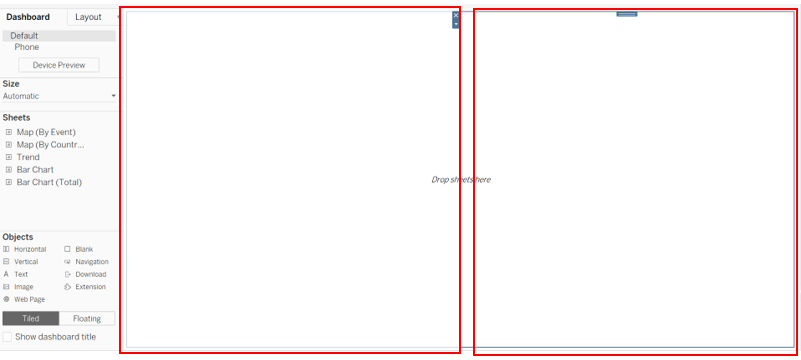 Dashboard Layout
Default
Phone
Device Preview
Size
Automatic
Sheets
Map (By Event)
Map (By Countr...
Trend
Bar Chart
Bar Chart (Total)
Drop sheets here
Objects
Horizontal Blank
Vertical Navigation
A Text Download
Image Extension
Web Page
Tiled Floating
Show dashboard title